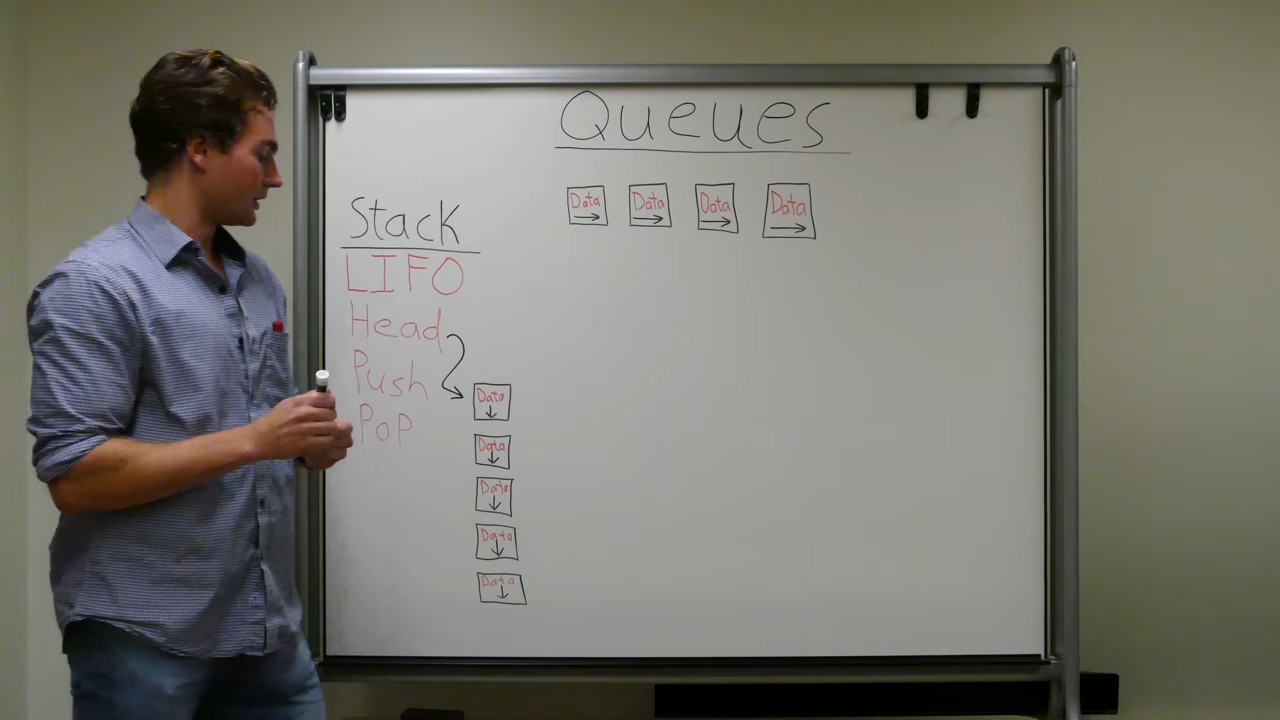 Queues
Data Data Data Data
Stack
LIFO
Head
Push
Pop
Data
Data
Data
Data
Data